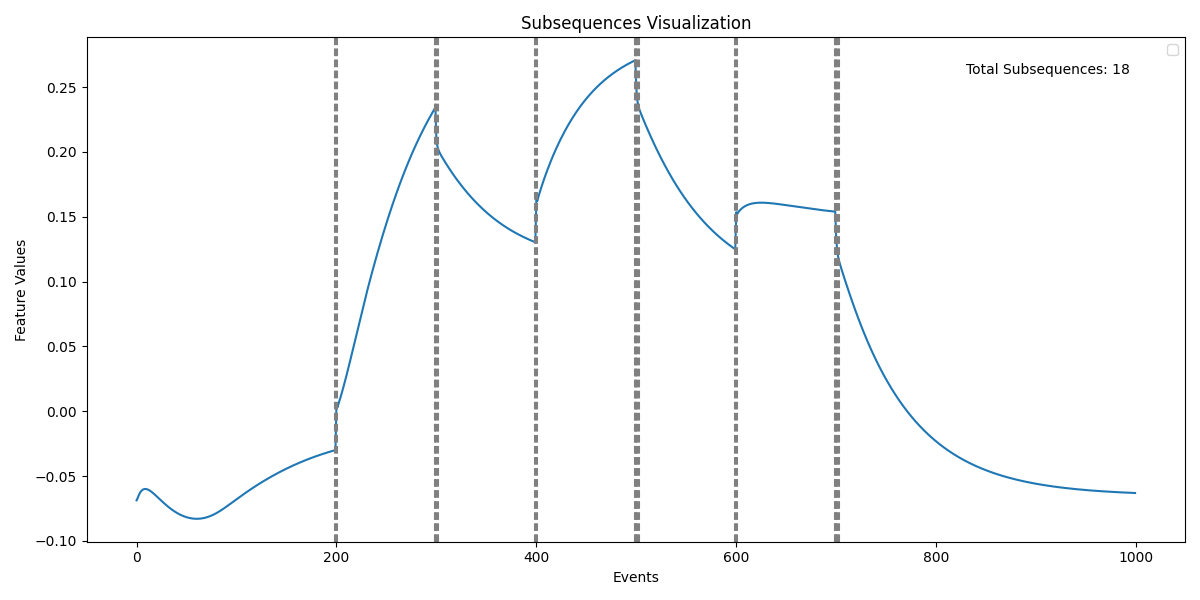 Subsequences Visualization
Total Subsequences: 18
Feature Values
0.25
0.20
0.15
0.10
0.05
0.00
−0.05
−0.10
0 200 400 600 800 1000
Events